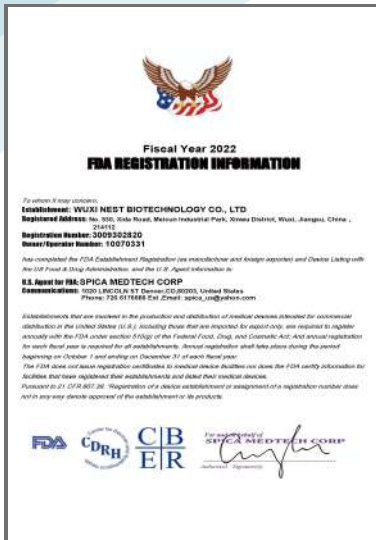 Fiscal Year 2022
FDA REGISTRATION INFORMATION
To whom it may concern,
Establishment: WUXI NEST BIOTECHNOLOGY CO., LTD
Registered Address: No. 530, Xida Road, Meicun Industrial Park, Xinwu District, Wuxi, Jiangsu, China ,
214112
Registration Number: 3009302820
Owner/Operator Number: 10070331
has completed the FDA Establishment Registration (as manufacturer and foreign exporter) and Device Listing with
the US Food & Drug Administration, and the U.S. Agent information is:
U.S. Agent for FDA: SPICA MEDTECH CORP
Communications: 1020 LINCOLN ST Denver,CO,80203, United States
Phone: 720 6176886 Ext ,Email: spica_us@yahoo.com
Establishments that are involved in the production and distribution of medical devices intended for commercial
distribution in the United States (U.S.), including those that are imported for export only, are required to register
annually with the FDA under section 510(g) of the Federal Food, Drug, and Cosmetic Act; And annual registration
for each fiscal year is required for all establishments. Annual registration shall take place during the period
beginning on October 1 and ending on December 31 of each fiscal year.
The FDA does not issue registration certificates to medical device facilities nor does the FDA certify information for
facilities that have registered their establishments and listed their medical devices.
Pursuant to 21 CFR 807.39, "Registration of a device establishment or assignment of a registration number does
not in any way denote approval of the establishment or its products.
FDA
CDRH
CB
ER
For and on behalf of
SPICA MEDTECH CORP
Authorized Signature(s)